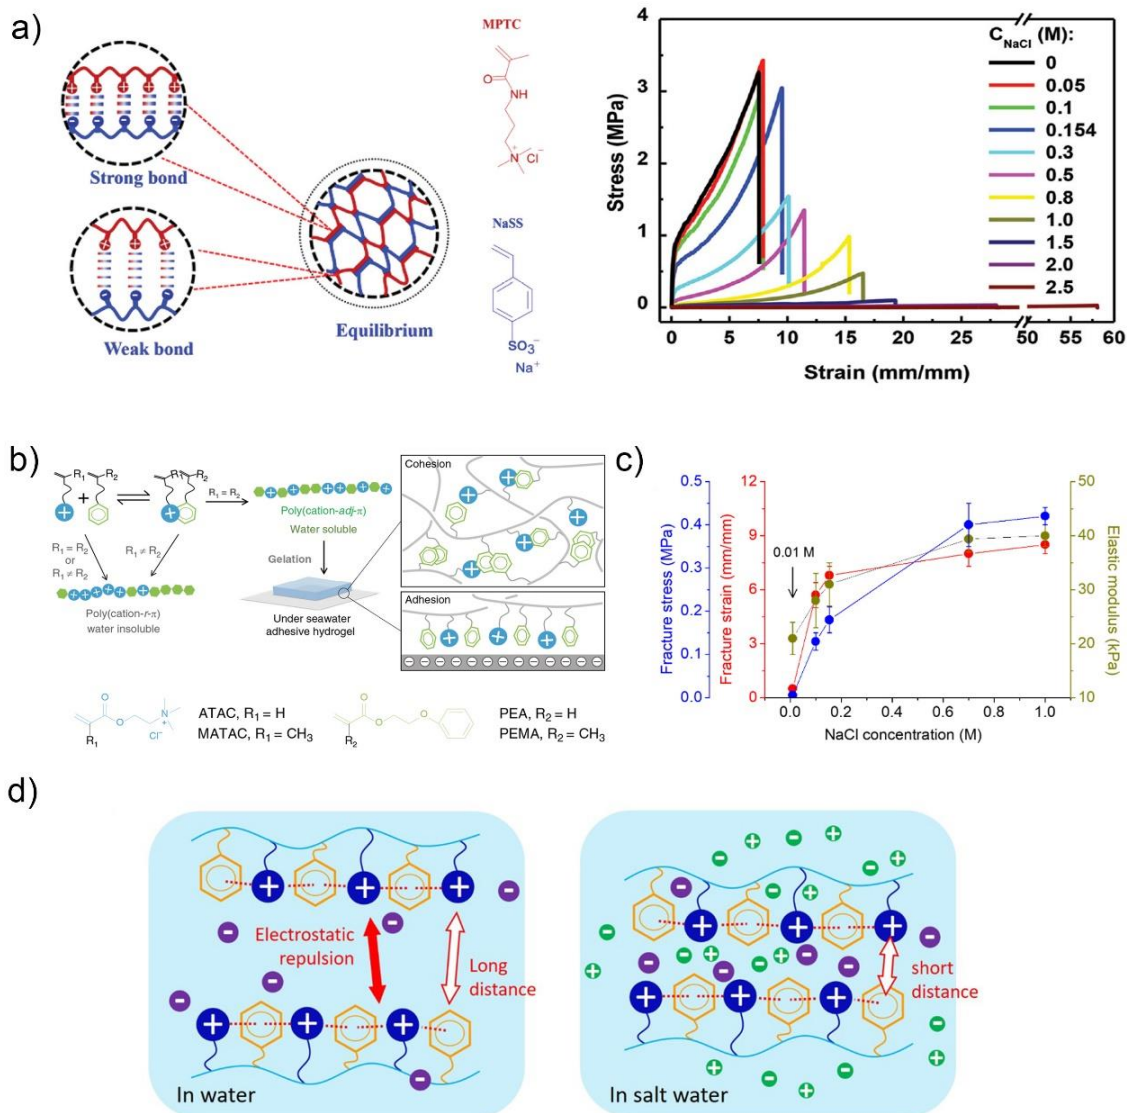 a)
Strong bond
Weak bond
Equilibrium
MPTC
O
NH
N
+
Cl⁻
NaSS
SO₃⁻
Na⁺
Stress (MPa)
4
3
2
1
0
0 5 10 15 20 25 50 55 60
Strain (mm/mm)
C_NaCl (M):
0
0.05
0.1
0.154
0.3
0.5
0.8
1.0
1.5
2.0
2.5
b)
R₁ R₂ R₁ R₂
+
R₁ = R₂
Poly(cation-adj-π)
Water soluble
R₁ = R₂
or
R₁ ≠ R₂
R₁ ≠ R₂
Gelation
Poly(cation-r-π)
water insoluble
Under seawater
adhesive hydrogel
Cohesion
Adhesion
O
O
N
+
Cl⁻
R₁
ATAC, R₁ = H
MATAC, R₁ = CH₃
O
O
O
R₂
PEA, R₂ = H
PEMA, R₂ = CH₃
c)
Fracture stress (MPa)
0.5
0.4
0.3
0.2
0.1
0.0
Fracture strain (mm/mm)
12
9
6
3
0
0.01 M
50
40
30
20
10
Elastic modulus (kPa)
0.0 0.2 0.4 0.6 0.8 1.0
NaCl concentration (M)
d)
Electrostatic
repulsion
Long
distance
In water
short
distance
In salt water